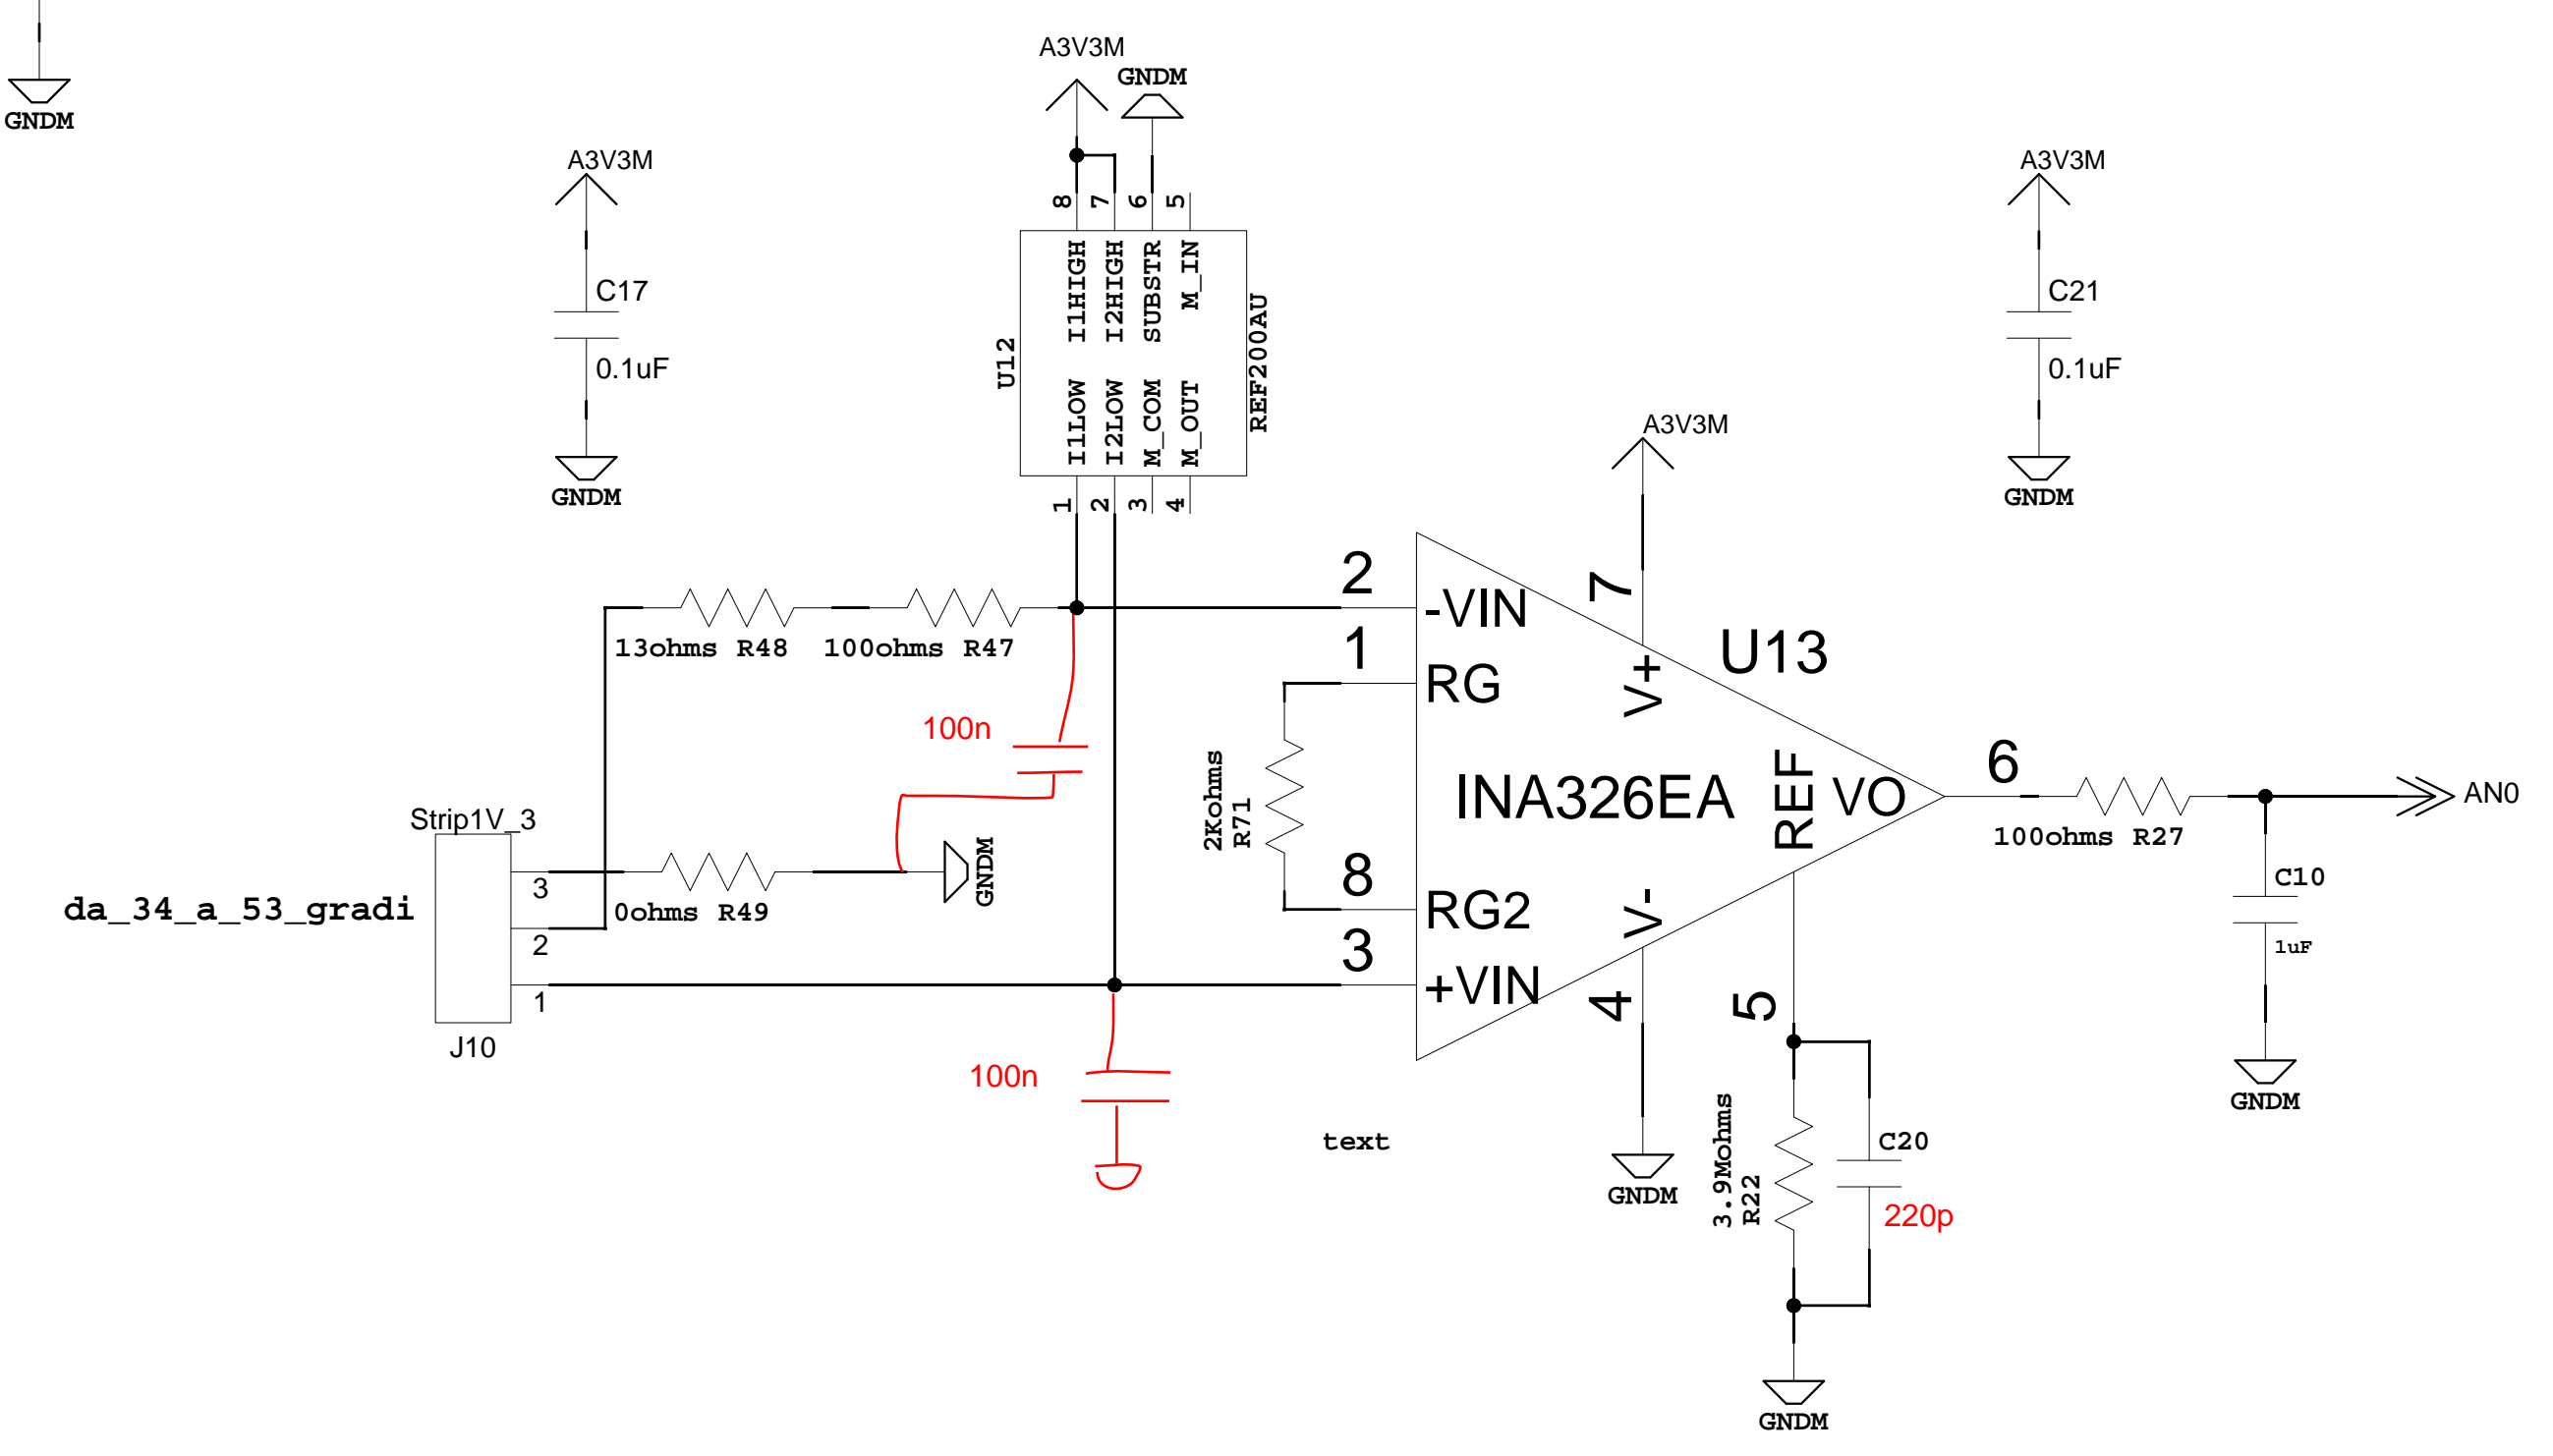 GNDM
A3V3M
GNDM
A3V3M
C17
0.1uF
GNDM
8 7 6 5
I1HIGH
I2HIGH
SUBSTR
M_IN
I1LOW
I2LOW
M_COM
M_OUT
1 2 3 4
U12
REF200AU
A3V3M
C21
0.1uF
GNDM
A3V3M
7
V+
U13
13ohms R48
100ohms R47
2
-VIN
1
RG
100n
2Kohms
R71
INA326EA
REF
VO
6
100ohms R27
AN0
Strip1V_3
3
2
1
J10
da_34_a_53_gradi
0ohms R49
GNDM
8
RG2
3
+VIN
V-
4
5
C10
1uF
GNDM
100n
text
GNDM
3.9Mohms
R22
C20
220p
GNDM